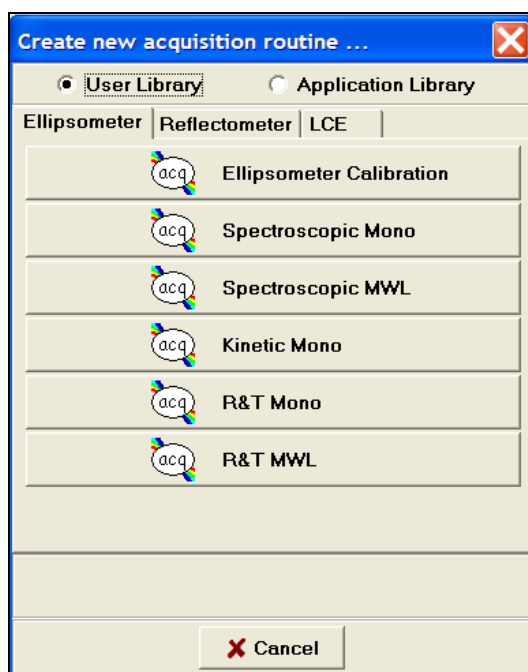 Create new acquisition routine ...
User Library Application Library
Ellipsometer Reflectometer LCE
acq Ellipsometer Calibration
acq Spectroscopic Mono
acq Spectroscopic MWL
acq Kinetic Mono
acq R&T Mono
acq R&T MWL
Cancel